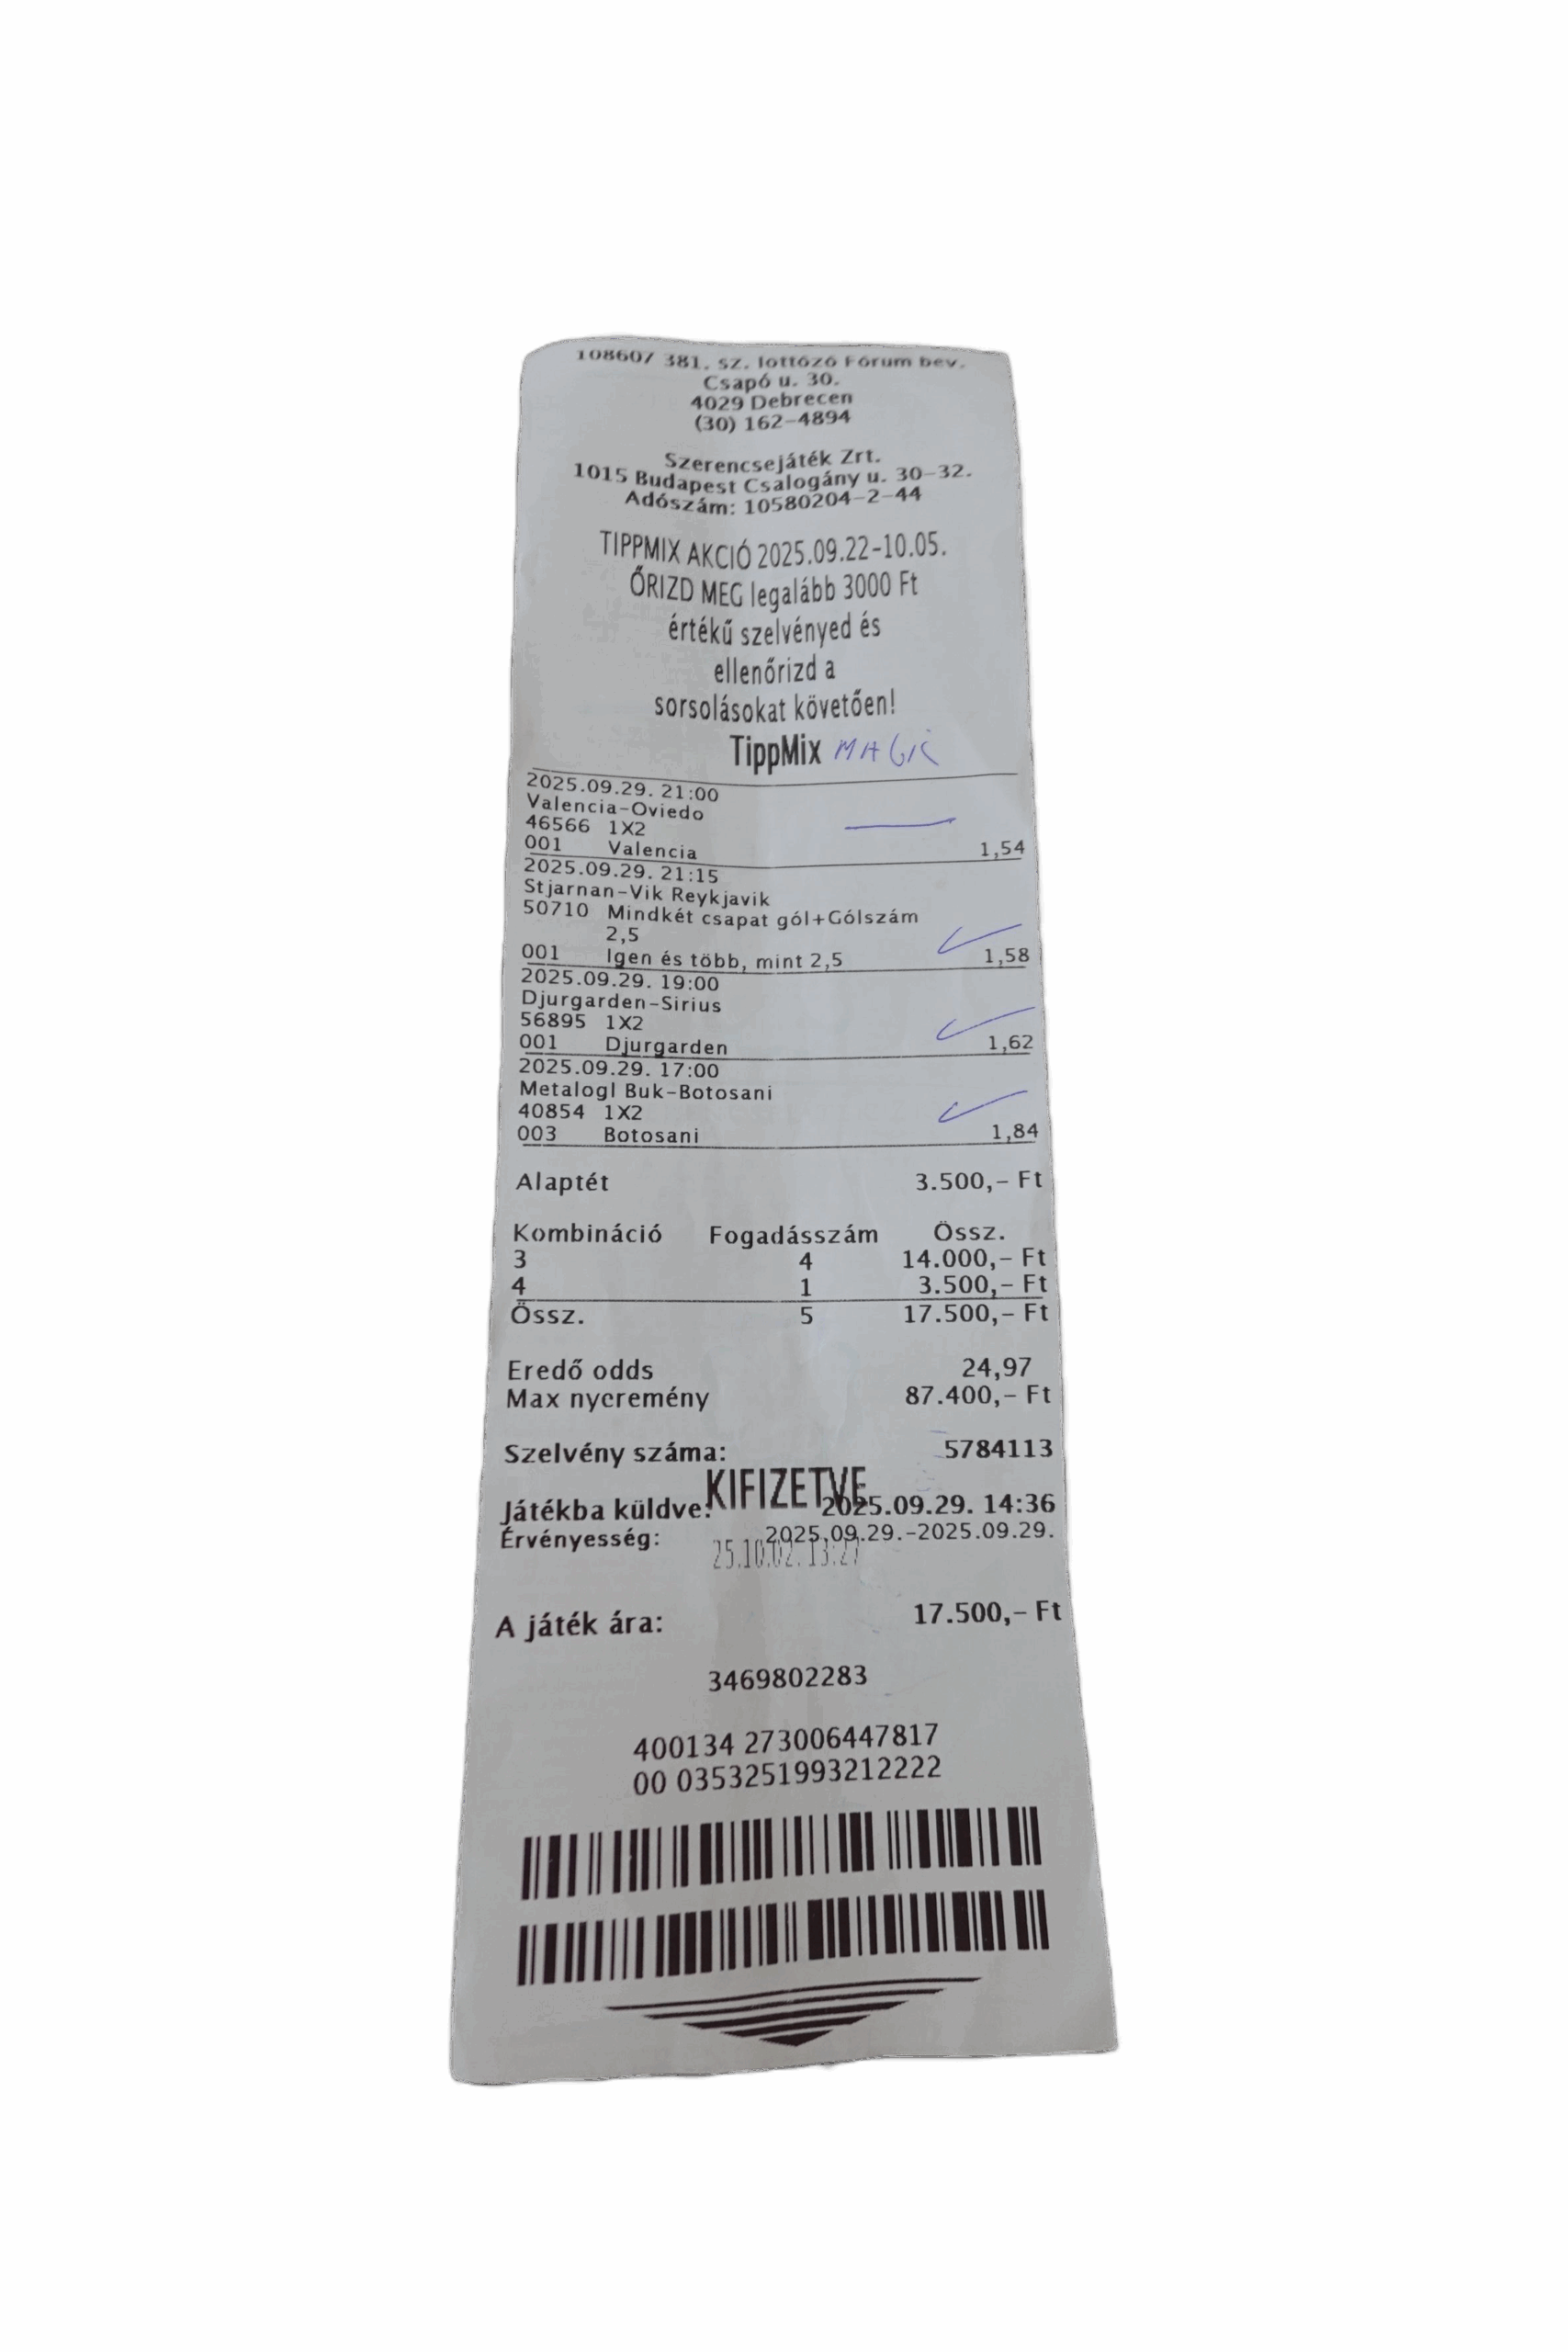 108607 381. sz. lottózó Fórum bev.
Csapó u. 30.
4029 Debrecen
(30) 162-4894
Szerencsejáték Zrt.
1015 Budapest Csalogány u. 30-32.
Adószám: 10580204-2-44
TIPPMIX AKCIÓ 2025.09.22-10.05.
ŐRIZD MEG legalább 3000 Ft
értékű szelvényed és
ellenőrizd a
sorsolásokat követően!
TippMix MAGIC
2025.09.29. 21:00
Valencia-Oviedo
46566 1X2
001 Valencia 1,54
2025.09.29. 21:15
Stjarnan-Vik Reykjavik
50710 Mindkét csapat gól+Gólszám
2,5
001 Igen és több, mint 2,5 1,58
2025.09.29. 19:00
Djurgarden-Sirius
56895 1X2
001 Djurgarden 1,62
2025.09.29. 17:00
Metalogl Buk-Botosani
40854 1X2
003 Botosani 1,84
Alaptét 3.500,- Ft
Kombináció Fogadásszám Össz.
3 4 14.000,- Ft
4 1 3.500,- Ft
Össz. 5 17.500,- Ft
Eredő odds 24,97
Max nyeremény 87.400,- Ft
Szelvény száma: 5784113
KIFIZETVE
Játékba küldve: 2025.09.29. 14:36
Érvényesség: 2025.09.29.-2025.09.29.
25.10.02. 13:27
A játék ára: 17.500,- Ft
3469802283
400134 273006447817
00 0353251993212222